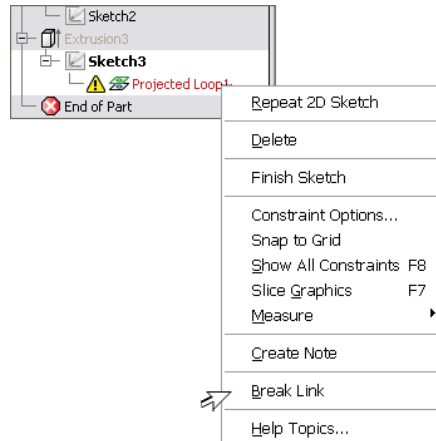 Sketch2
Extrusion3
Sketch3
Projected Loop1
End of Part
Repeat 2D Sketch
Delete
Finish Sketch
Constraint Options...
Snap to Grid
Show All Constraints F8
Slice Graphics F7
Measure
Create Note
Break Link
Help Topics...